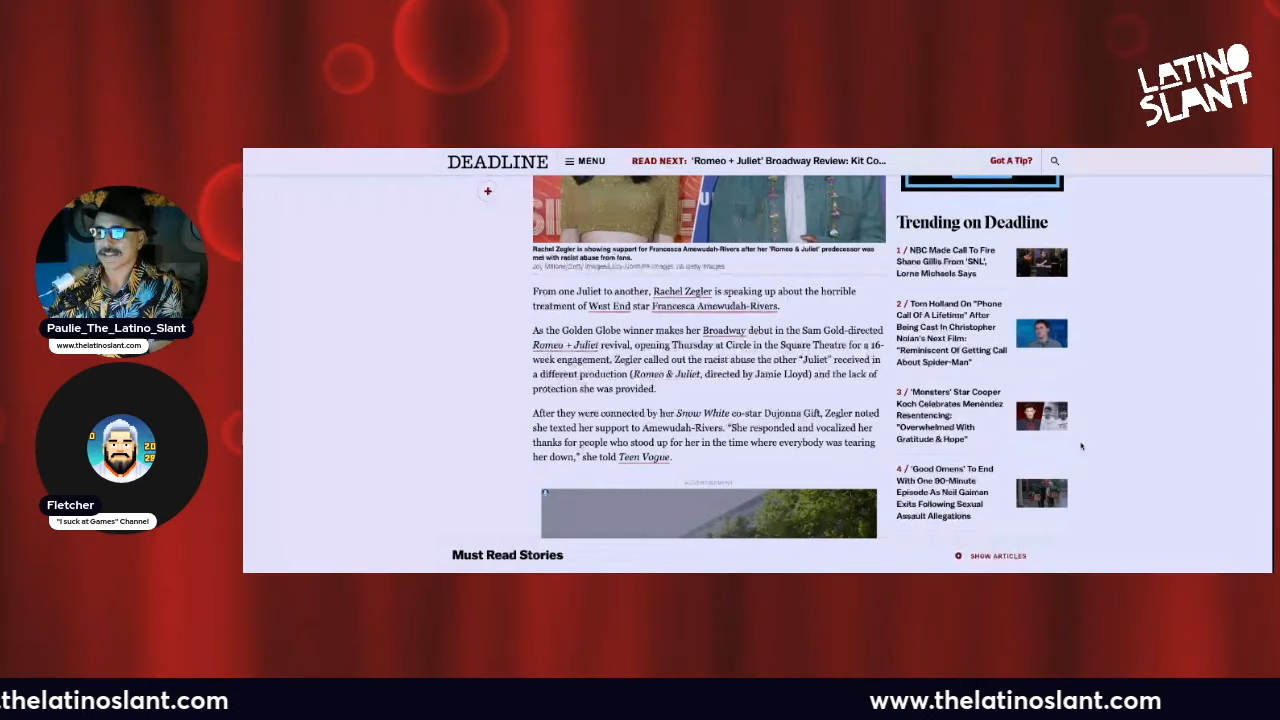 LATINO
SLANT
DEADLINE
MENU
READ NEXT: 'Romeo + Juliet' Broadway Review: Kit Co...
Got A Tip?
Rachel Zegler is showing support for Francesca Amewudah-Rivers after her 'Romeo & Juliet' predecessor was
met with racist abuse from fans.
From one Juliet to another, Rachel Zegler is speaking up about the horrible
treatment of West End star Francesca Amewudah-Rivers.
As the Golden Globe winner makes her Broadway debut in the Sam Gold-directed
Romeo + Juliet revival, opening Thursday at Circle in the Square Theatre for a 16-
week engagement, Zegler called out the racist abuse the other “Juliet” received in
a different production (Romeo & Juliet, directed by Jamie Lloyd) and the lack of
protection she was provided.
After they were connected by her Snow White co-star Dujonna Gift, Zegler noted
she texted her support to Amewudah-Rivers. “She responded and vocalized her
thanks for people who stood up for her in the time where everybody was tearing
her down,” she told Teen Vogue.
ADVERTISEMENT
Must Read Stories
SHOW ARTICLES
Trending on Deadline
1 / NBC Made Call To Fire
Shane Gillis From 'SNL',
Lorne Michaels Says
2 / Tom Holland On "Phone
Call Of A Lifetime" After
Being Cast In Christopher
Nolan's Next Film:
"Reminiscent Of Getting Call
About Spider-Man"
3 / 'Monsters' Star Cooper
Koch Celebrates Menéndez
Resentencing:
"Overwhelmed With
Gratitude & Hope"
4 / 'Good Omens' To End
With One 90-Minute
Episode As Neil Gaiman
Exits Following Sexual
Assault Allegations
Paulie_The_Latino_Slant
www.thelatinoslant.com
Fletcher
"I suck at Games" Channel
.thelatinoslant.com
www.thelatinoslant.com